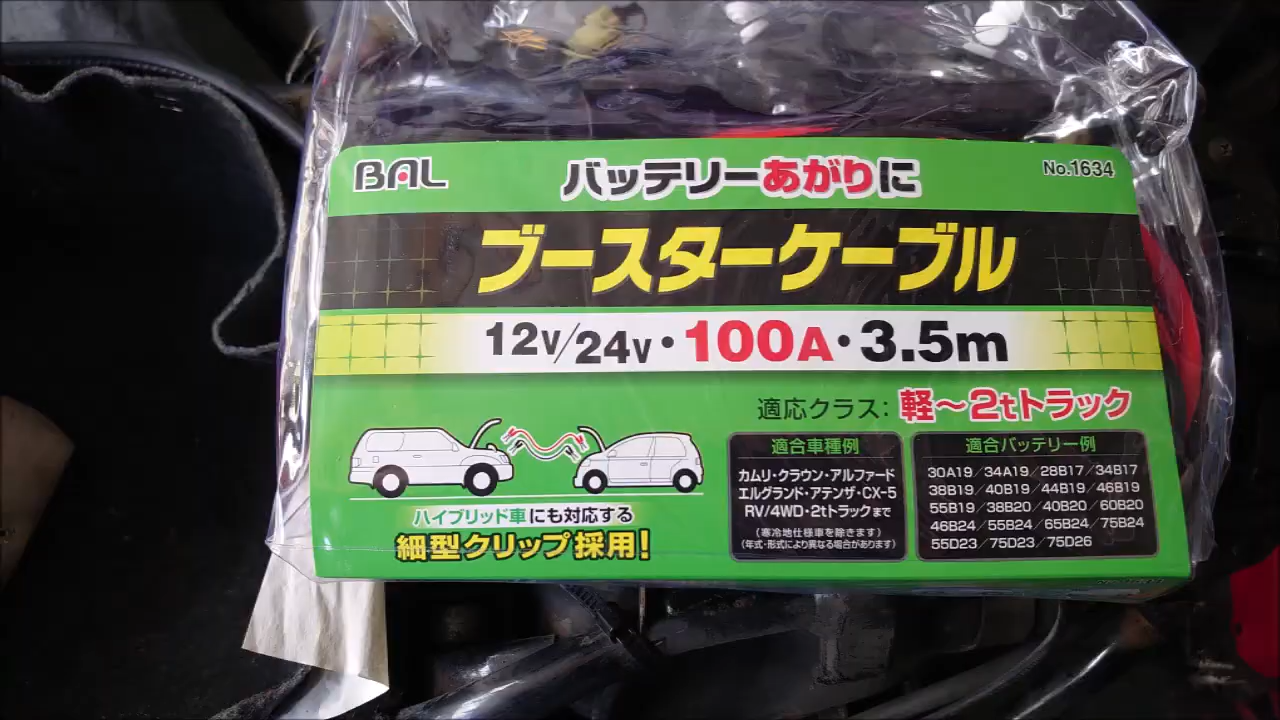 BAL
バッテリーあがりに
No.1634
ブースターケーブル
12V/24V・100A・3.5m
適応クラス: 軽～2tトラック
ハイブリッド車にも対応する
細型クリップ採用!
適合車種例
カムリ・クラウン・アルファード
エルグランド・アテンザ・CX-5
RV/4WD・2tトラックまで
(寒冷地仕様車を除きます)
(年式・形式により異なる場合があります)
適合バッテリー例
30A19/34A19/28B17/34B17
38B19/40B19/44B19/46B19
55B19/38B20/40B20/60B20
46B24/55B24/65B24/75B24
55D23/75D23/75D26